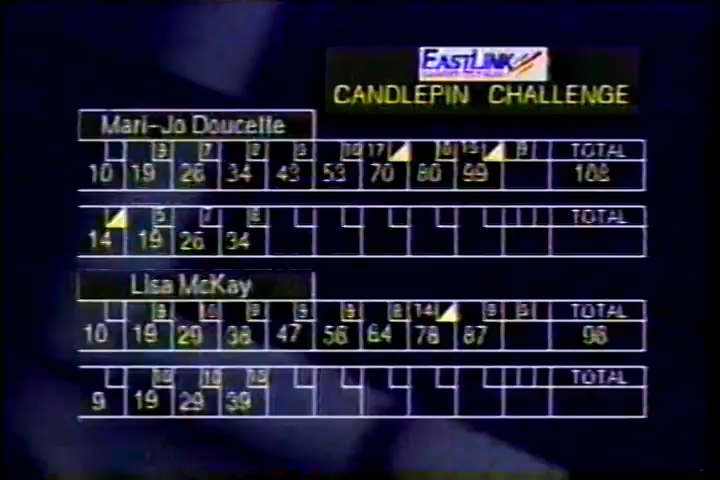 EASTLINK
CANDLEPIN CHALLENGE
Mari-Jo Doucette
9 7 8 9 10 17 10 19 9 TOTAL
10 19 26 34 43 53 70 80 99 108
5 7 8 TOTAL
14 19 26 34
Lisa McKay
9 10 9 9 9 8 14 9 9 TOTAL
10 19 29 38 47 56 64 78 87 96
10 10 10 TOTAL
9 19 29 39